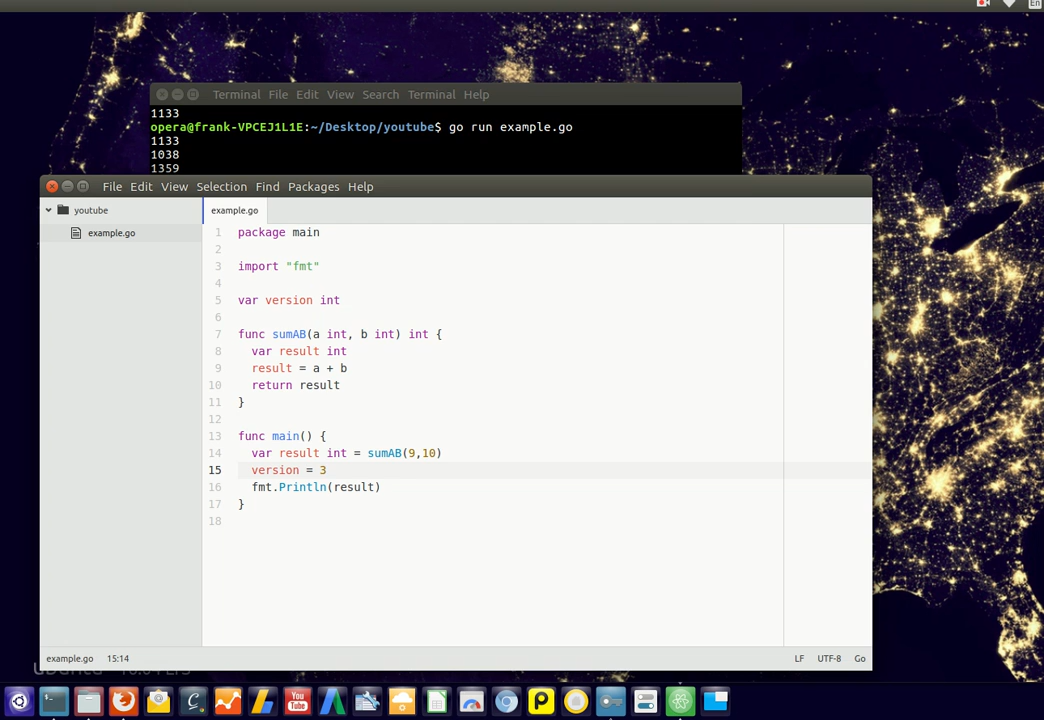 En
Terminal File Edit View Search Terminal Help
1133
opera@frank-VPCEJ1L1E:~/Desktop/youtube$ go run example.go
1133
1038
1359
File Edit View Selection Find Packages Help
youtube
example.go
example.go
1 package main
2
3 import "fmt"
4
5 var version int
6
7 func sumAB(a int, b int) int {
8 var result int
9 result = a + b
10 return result
11 }
12
13 func main() {
14 var result int = sumAB(9,10)
15 version = 3
16 fmt.Println(result)
17 }
18
example.go 15:14 LF UTF-8 Go
You
Tube